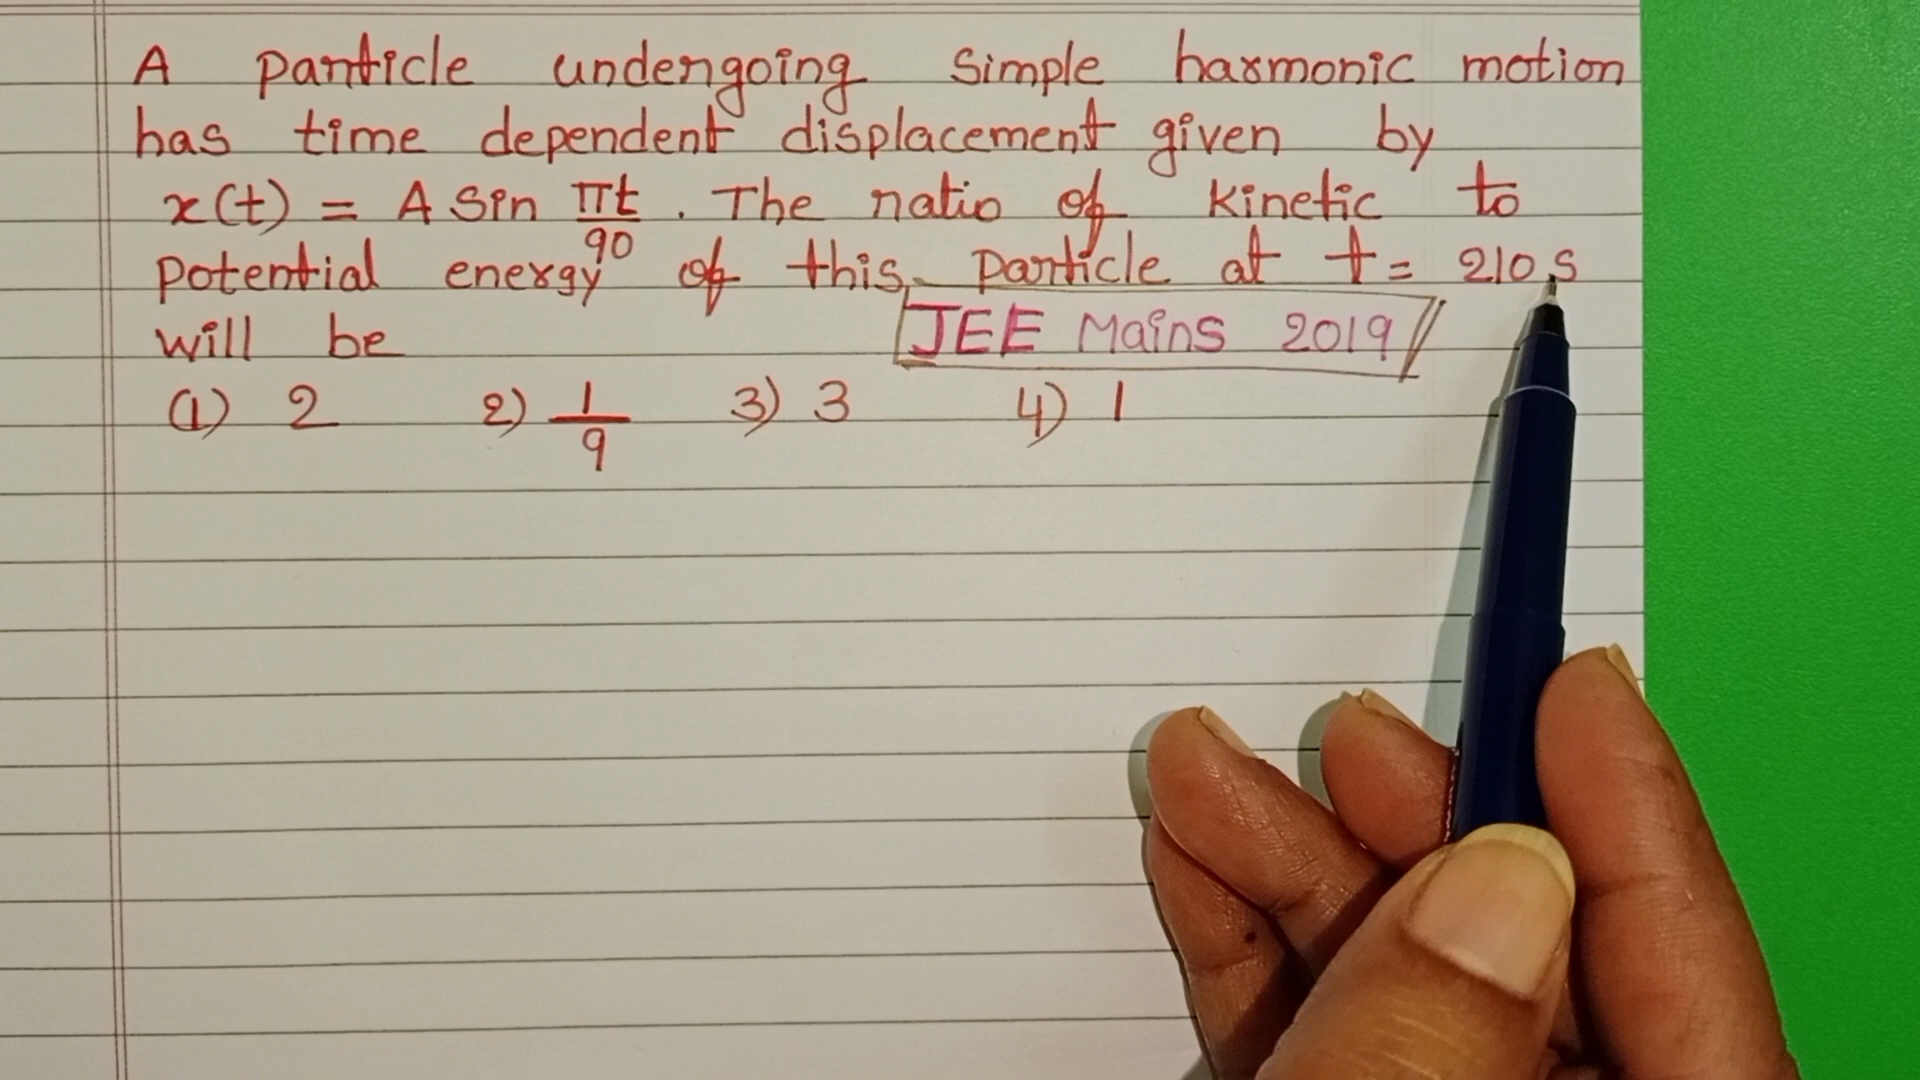 A particle undergoing simple harmonic motion
has time dependent displacement given by
x(t) = A Sin πt/90 . The ratio of kinetic to
Potential energy of this particle at t = 210 s
will be
JEE Mains 2019
(1) 2 2) 1/9 3) 3 4) 1